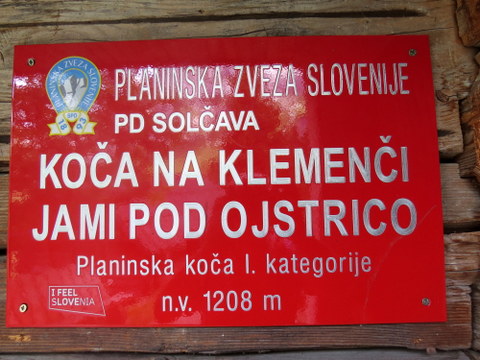 PLANINSKA ZVEZA SLOVENIJE
PD SOLČAVA
KOČA NA KLEMENČI
JAMI POD OJSTRICO
Planinska koča I. kategorije
n.v. 1208 m
I FEEL
SLOVENIA